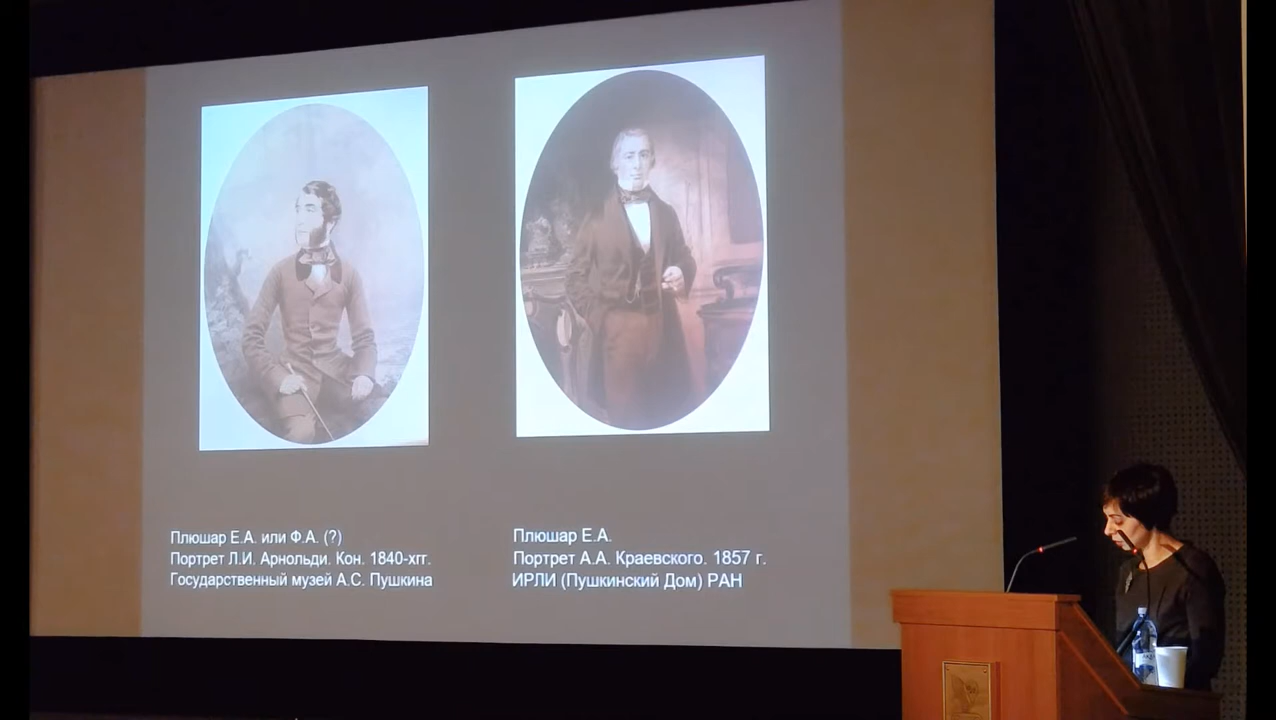 Плюшар Е.А. или Ф.А. (?)
Портрет Л.И. Арнольди. Кон. 1840-хгг.
Государственный музей А.С. Пушкина
Плюшар Е.А.
Портрет А.А. Краевского. 1857 г.
ИРЛИ (Пушкинский Дом) РАН